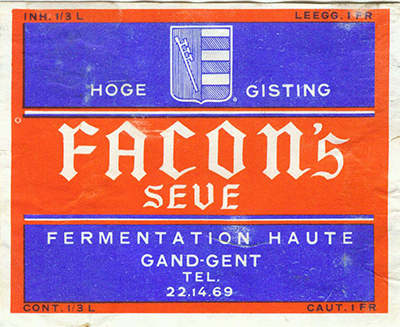 INH. 1/3 L LEEGG. 1 FR
HOGE GISTING
FACON's
SEVE
FERMENTATION HAUTE
GAND-GENT
TEL.
22.14.69
CONT. 1/3 L CAUT. 1 FR